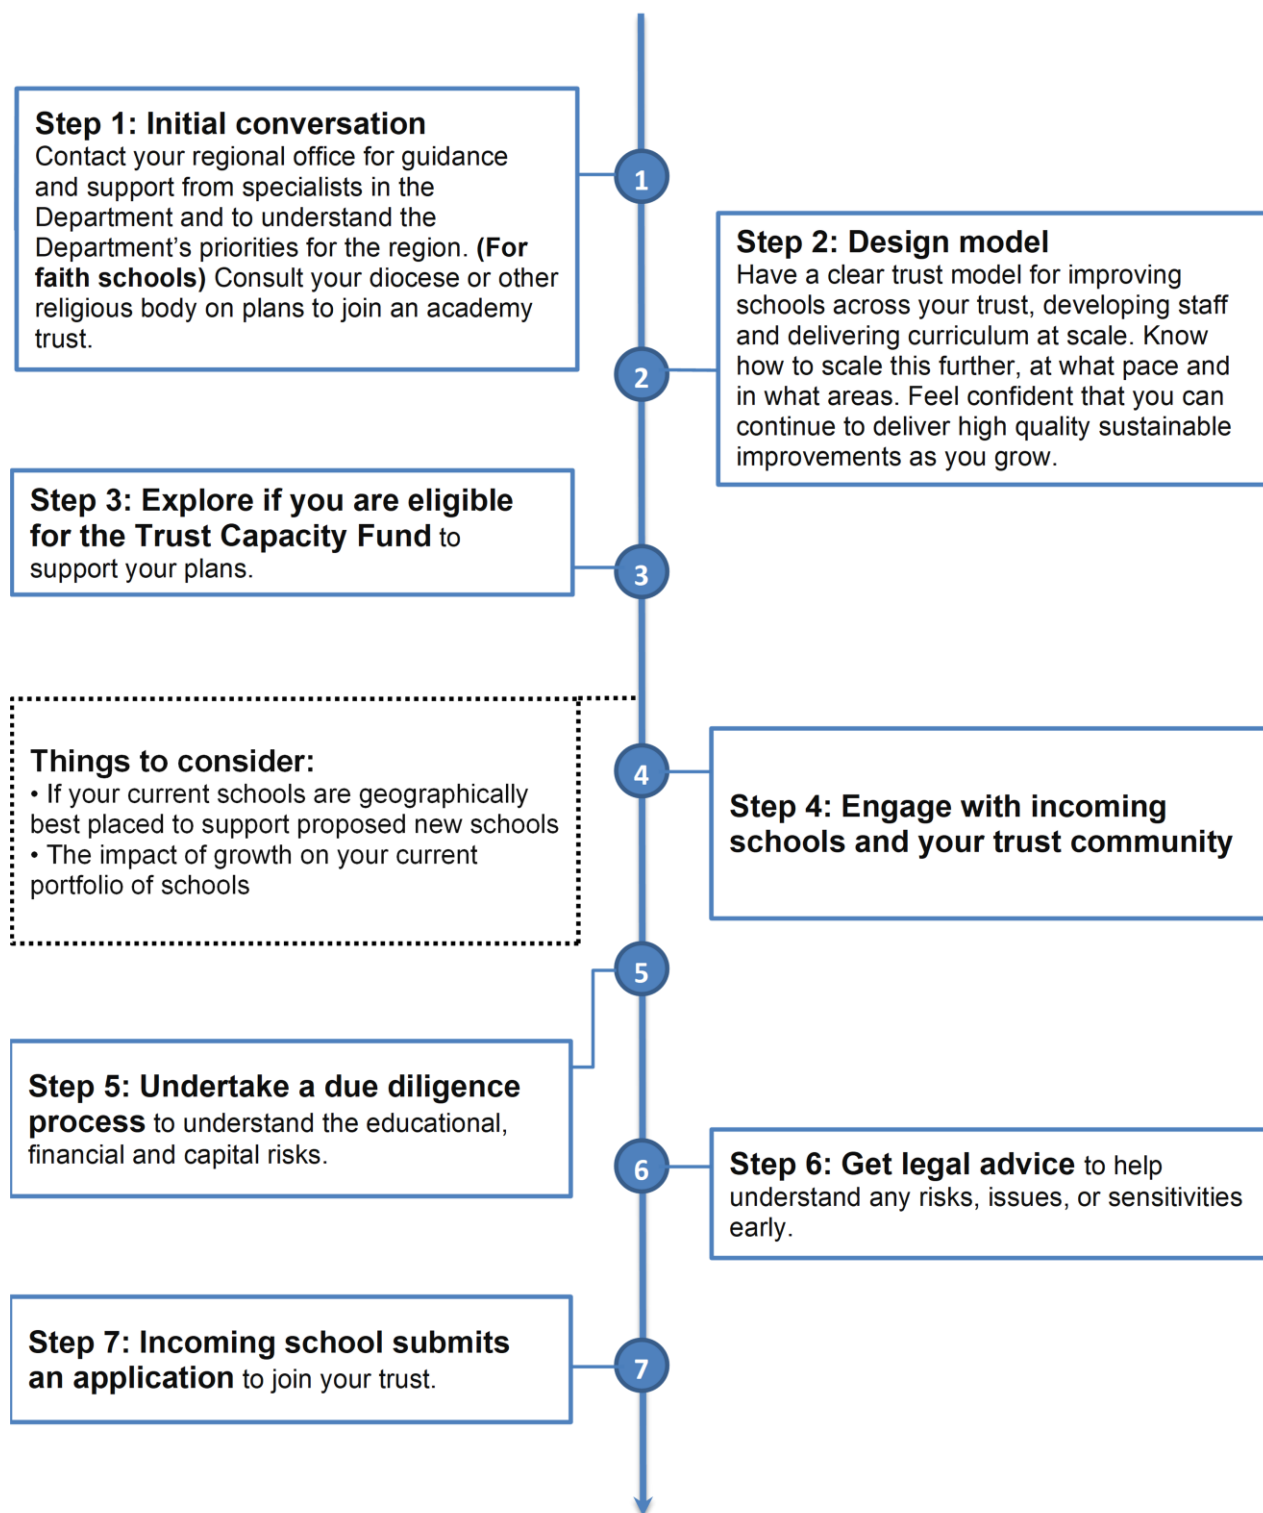 Step 1: Initial conversation
Contact your regional office for guidance
and support from specialists in the
Department and to understand the
Department’s priorities for the region. (For
faith schools) Consult your diocese or other
religious body on plans to join an academy
trust.
1
Step 2: Design model
Have a clear trust model for improving
schools across your trust, developing staff
and delivering curriculum at scale. Know
how to scale this further, at what pace and
in what areas. Feel confident that you can
continue to deliver high quality sustainable
improvements as you grow.
2
Step 3: Explore if you are eligible
for the Trust Capacity Fund to
support your plans.
3
Things to consider:
• If your current schools are geographically
best placed to support proposed new schools
• The impact of growth on your current
portfolio of schools
4
Step 4: Engage with incoming
schools and your trust community
5
Step 5: Undertake a due diligence
process to understand the educational,
financial and capital risks.
6
Step 6: Get legal advice to help
understand any risks, issues, or sensitivities
early.
Step 7: Incoming school submits
an application to join your trust.
7